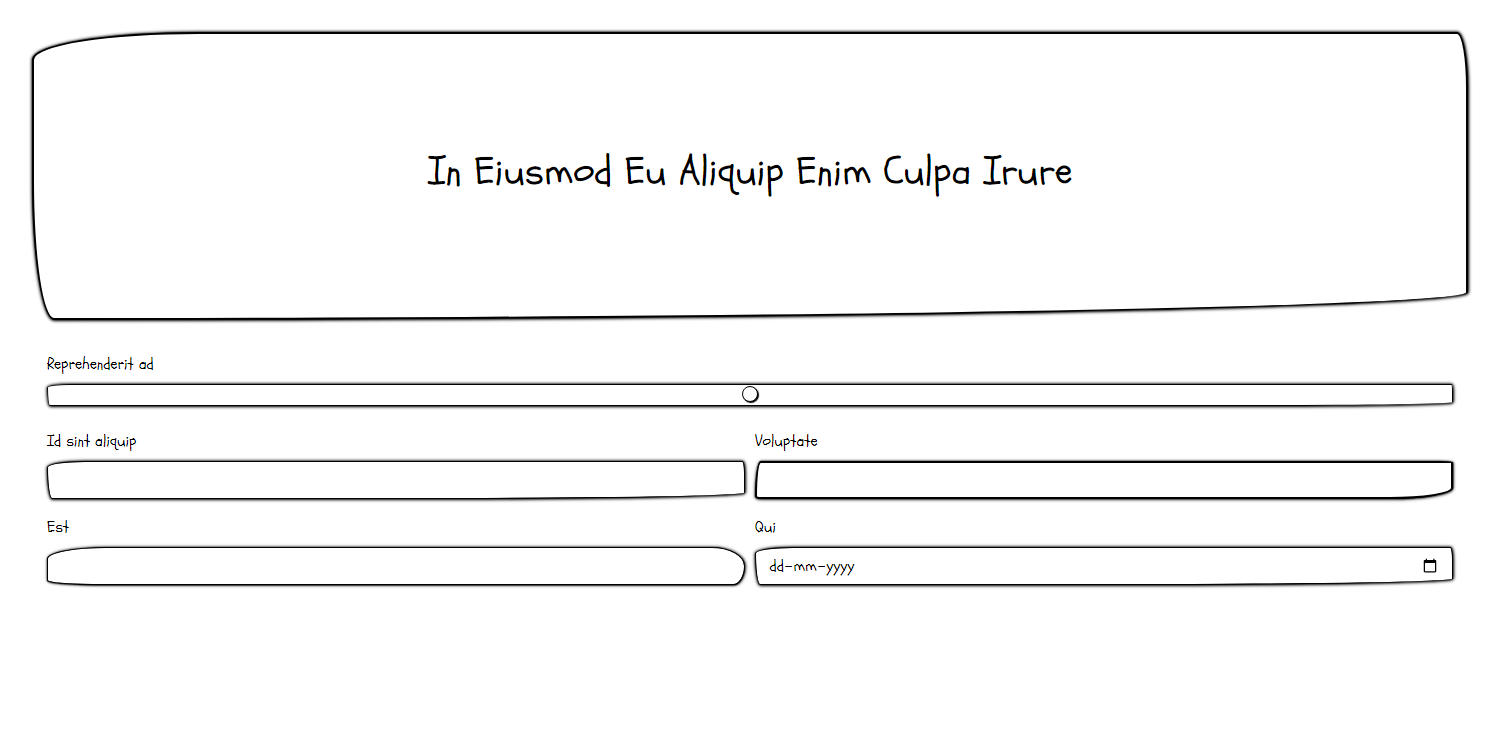 In Eiusmod Eu Aliquip Enim Culpa Irure
Reprehenderit ad
Id sint aliquip
Voluptate
Est
Qui
dd-mm-yyyy